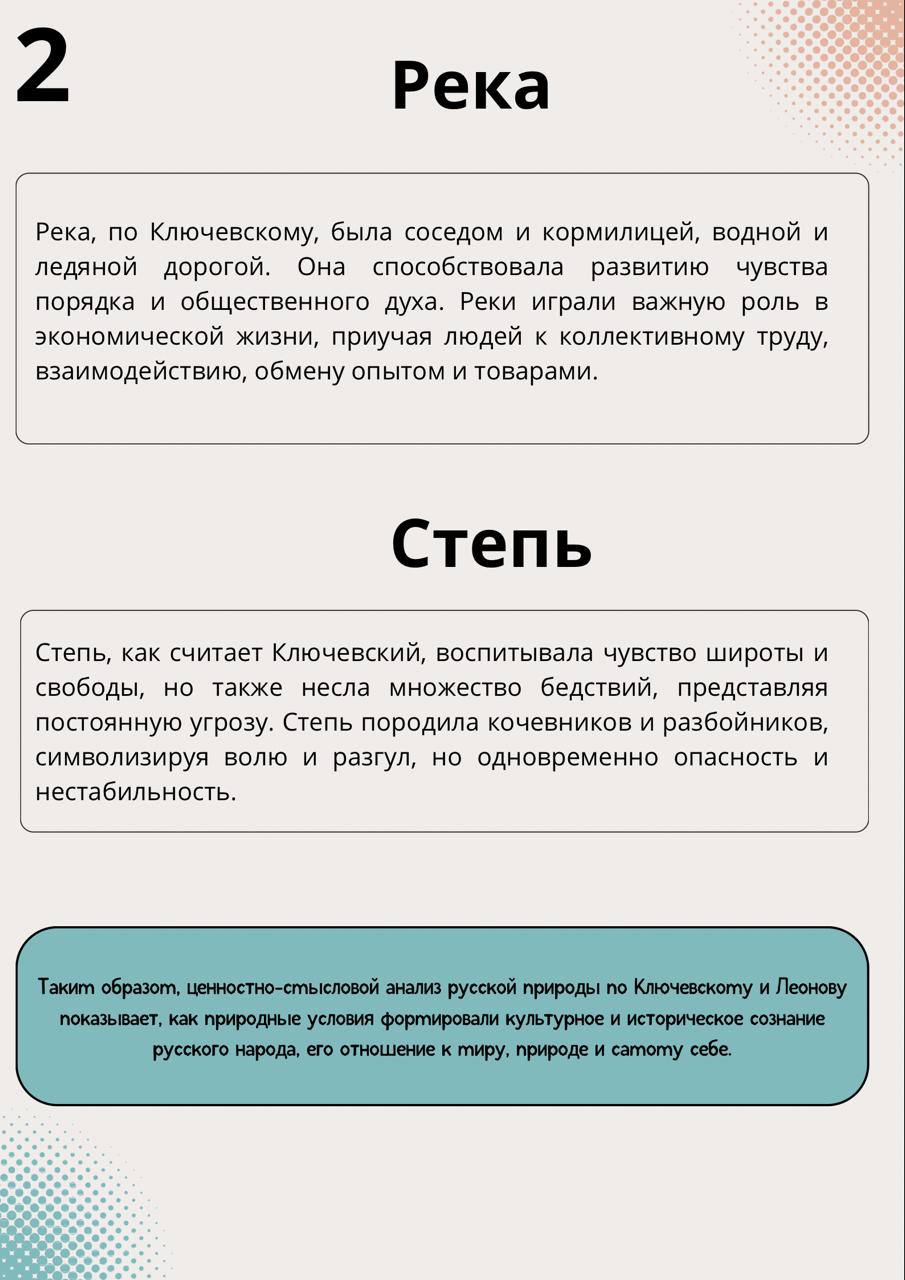 2
Река
Река, по Ключевскому, была соседом и кормилицей, водной и
ледяной дорогой. Она способствовала развитию чувства
порядка и общественного духа. Реки играли важную роль в
экономической жизни, приучая людей к коллективному труду,
взаимодействию, обмену опытом и товарами.
Степь
Степь, как считает Ключевский, воспитывала чувство широты и
свободы, но также несла множество бедствий, представляя
постоянную угрозу. Степь породила кочевников и разбойников,
символизируя волю и разгул, но одновременно опасность и
нестабильность.
Таким образом, ценностно-смысловой анализ русской природы по Ключевскому и Леонову
показывает, как природные условия формировали культурное и историческое сознание
русского народа, его отношение к миру, природе и самому себе.